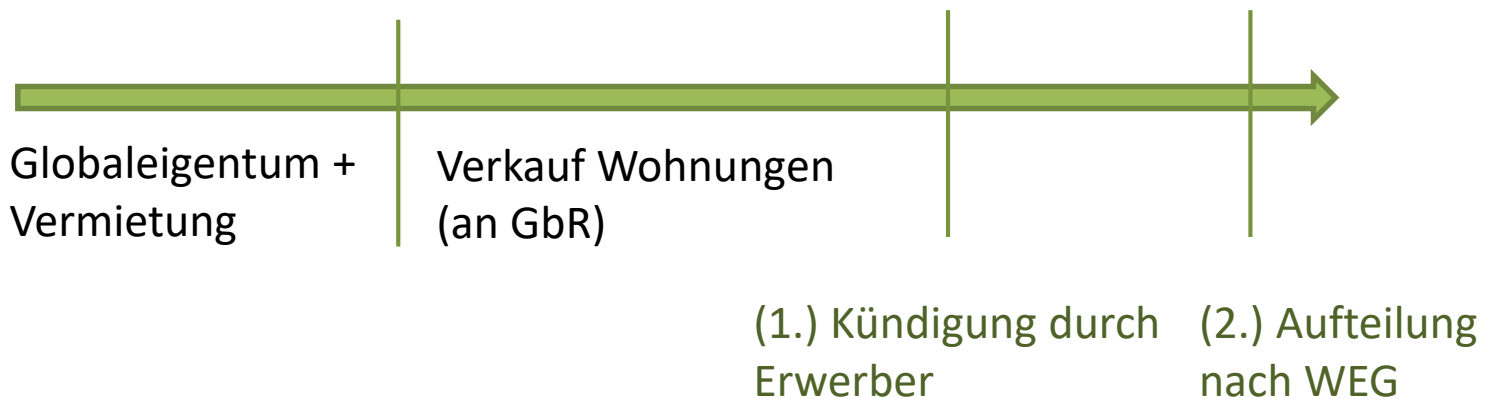 Globaleigentum +
Vermietung
Verkauf Wohnungen
(an GbR)
(1.) Kündigung durch
Erwerber
(2.) Aufteilung
nach WEG